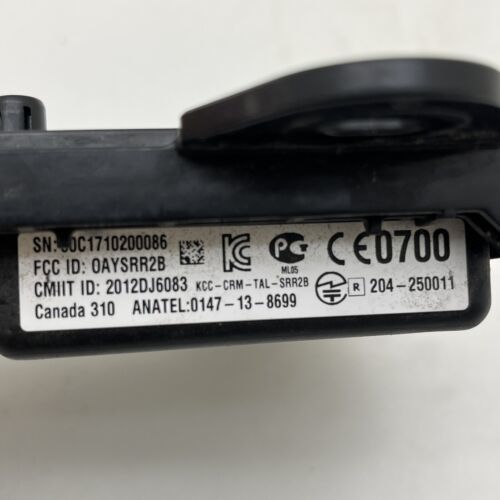 SN: 00C1710200086
FCC ID: OAYSRR2B
ML05
CE0700
CMIIT ID: 2012DJ6083 KCC-CRM-TAL-SRR2B
R 204-250011
Canada 310 ANATEL:0147-13-8699